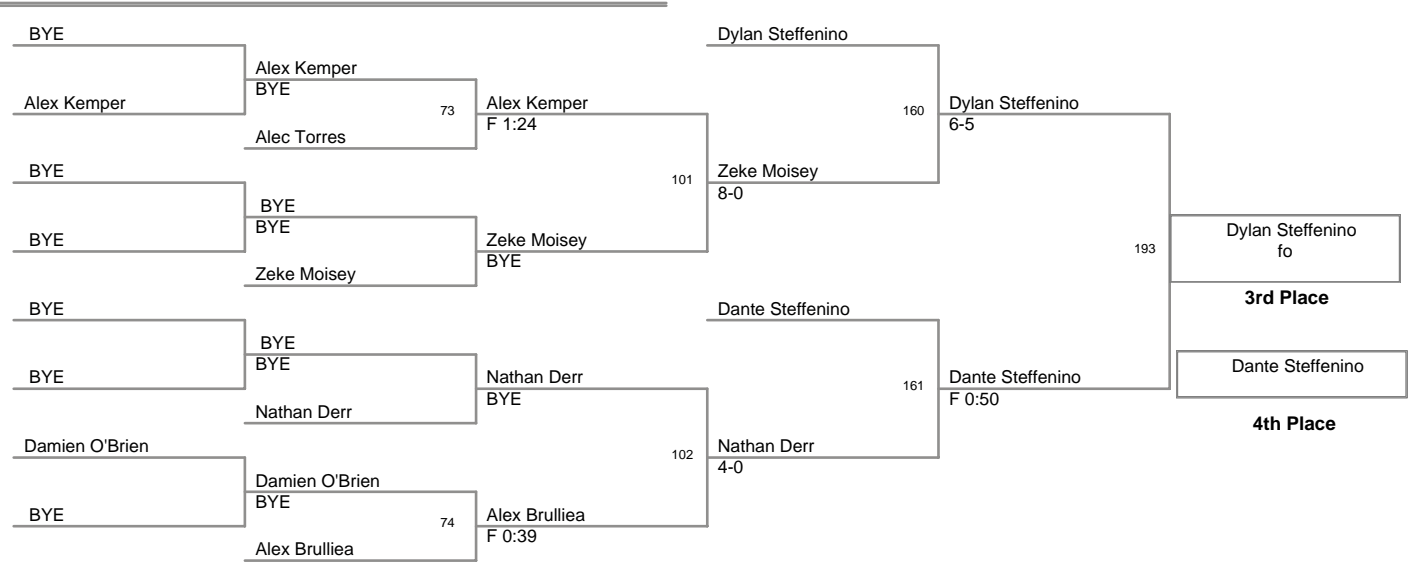 BYE
Alex Kemper
BYE
BYE
BYE
BYE
Damien O'Brien
BYE
Alex Kemper
BYE
Alec Torres
BYE
BYE
Zeke Moisey
BYE
BYE
Nathan Derr
Damien O'Brien
BYE
Alex Brulliea
73
Alex Kemper
F 1:24
Zeke Moisey
BYE
Nathan Derr
BYE
74
Alex Brulliea
F 0:39
Dylan Steffenino
101
Zeke Moisey
8-0
Dante Steffenino
102
Nathan Derr
4-0
160
Dylan Steffenino
6-5
161
Dante Steffenino
F 0:50
193
Dylan Steffenino
fo
3rd Place
Dante Steffenino
4th Place